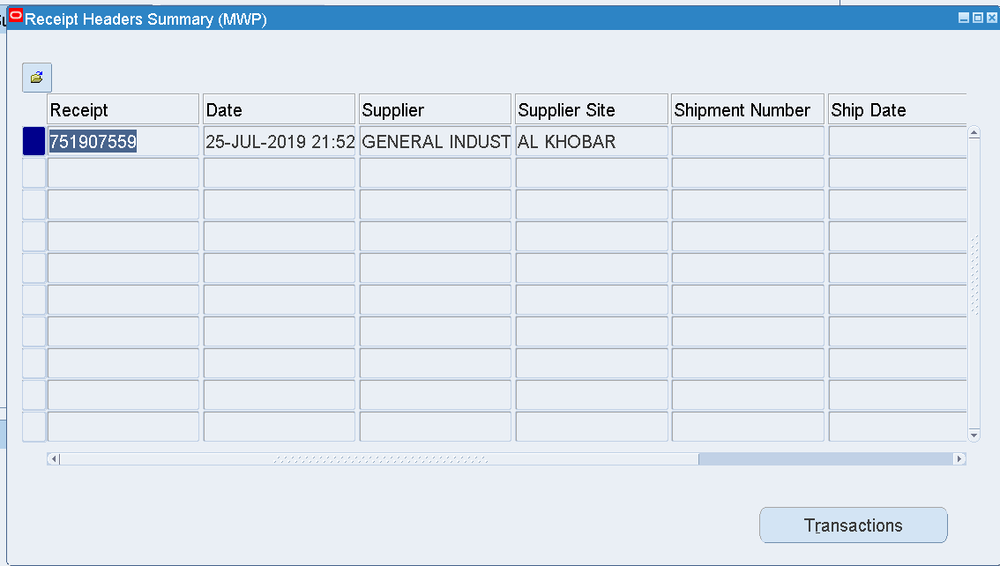 Receipt Headers Summary (MWP)
Receipt Date Supplier Supplier Site Shipment Number Ship Date
751907559 25-JUL-2019 21:52 GENERAL INDUST AL KHOBAR
Transactions